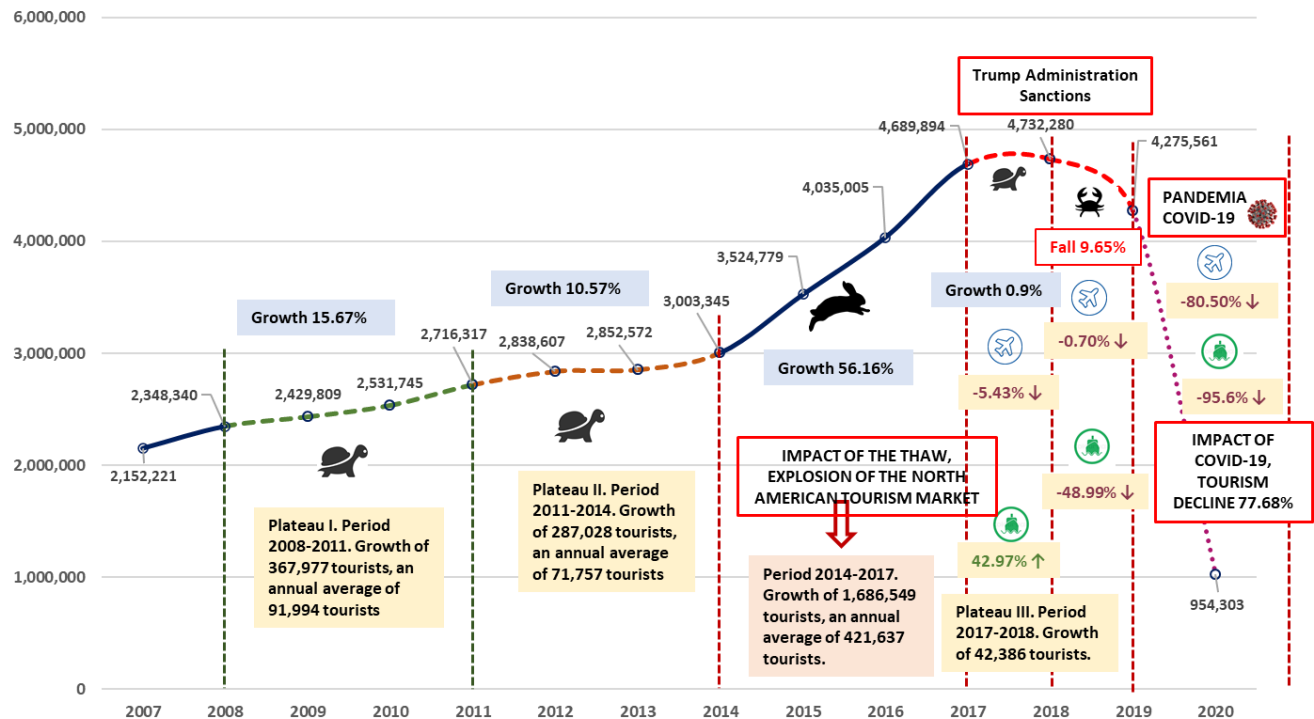 6,000,000
5,000,000
4,000,000
3,000,000
2,000,000
1,000,000
0
2007
2008
2009
2010
2011
2012
2013
2014
2015
2016
2017
2018
2019
2020
2,152,221
2,348,340
2,429,809
2,531,745
2,716,317
2,838,607
2,852,572
3,003,345
3,524,779
4,035,005
4,689,894
4,732,280
4,275,561
954,303
Growth 15.67%
Plateau I. Period
2008-2011. Growth of
367,977 tourists, an
annual average of
91,994 tourists
Growth 10.57%
Plateau II. Period
2011-2014. Growth
of 287,028 tourists,
an annual average
of 71,757 tourists
Growth 56.16%
IMPACT OF THE THAW,
EXPLOSION OF THE NORTH
AMERICAN TOURISM MARKET
Period 2014-2017.
Growth of 1,686,549
tourists, an annual
average of 421,637
tourists.
Trump Administration
Sanctions
Growth 0.9%
-5.43% ↓
42.97% ↑
Plateau III. Period
2017-2018. Growth
of 42,386 tourists.
Fall 9.65%
-0.70% ↓
-48.99% ↓
PANDEMIA
COVID-19
-80.50% ↓
-95.6% ↓
IMPACT OF
COVID-19,
TOURISM
DECLINE 77.68%